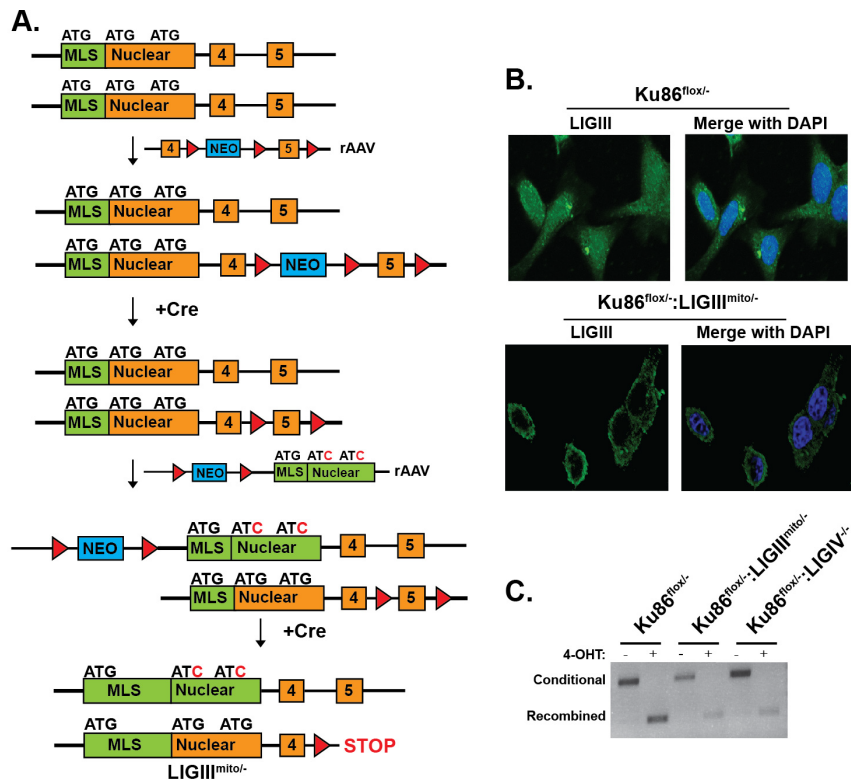 A.
ATG ATG ATG
MLS Nuclear 4 5
ATG ATG ATG
MLS Nuclear 4 5
4 NEO 5 rAAV
ATG ATG ATG
MLS Nuclear 4 5
ATG ATG ATG
MLS Nuclear 4 NEO 5
+Cre
ATG ATG ATG
MLS Nuclear 4 5
ATG ATG ATG
MLS Nuclear 4 5
ATG ATC ATC
NEO MLS Nuclear rAAV
ATG ATC ATC
NEO MLS Nuclear 4 5
ATG ATG ATG
MLS Nuclear 4 5
+Cre
ATG ATC ATC
MLS Nuclear 4 5
ATG ATG ATG
MLS Nuclear 4 STOP
LIGIII^mito/-
B.
Ku86^flox/-
LIGIII Merge with DAPI
Ku86^flox/-:LIGIII^mito/-
LIGIII Merge with DAPI
C.
Ku86^flox/-
Ku86^flox/-:LIGIII^mito/-
Ku86^flox/-:LIGIV^-/-
4-OHT: - + - + - +
Conditional
Recombined